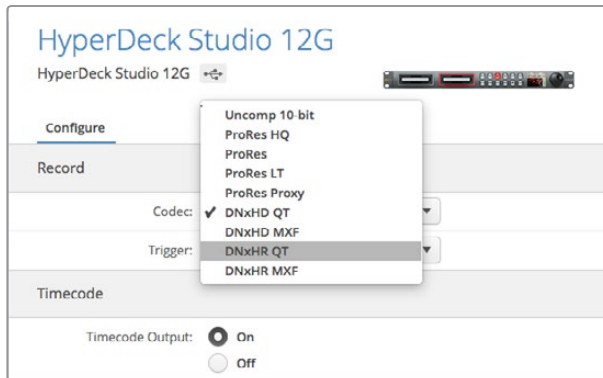 HyperDeck Studio 12G
HyperDeck Studio 12G
Configure
Record
Codec:
Uncomp 10-bit
ProRes HQ
ProRes
ProRes LT
ProRes Proxy
✓ DNxHD QT
DNxHD MXF
DNxHR QT
DNxHR MXF
Trigger:
Timecode
Timecode Output:
On
Off